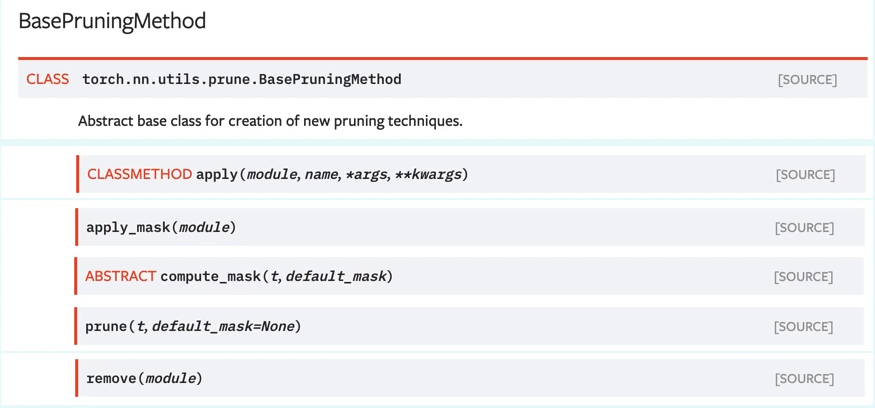 BasePruningMethod
CLASS torch.nn.utils.prune.BasePruningMethod [SOURCE]
Abstract base class for creation of new pruning techniques.
CLASSMETHOD apply(module, name, *args, **kwargs) [SOURCE]
apply_mask(module) [SOURCE]
ABSTRACT compute_mask(t, default_mask) [SOURCE]
prune(t, default_mask=None) [SOURCE]
remove(module) [SOURCE]